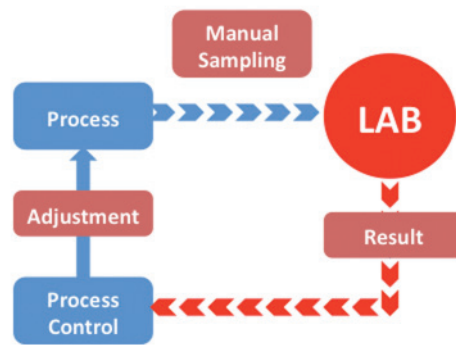 Manual
Sampling
Process
LAB
Adjustment
Result
Process
Control